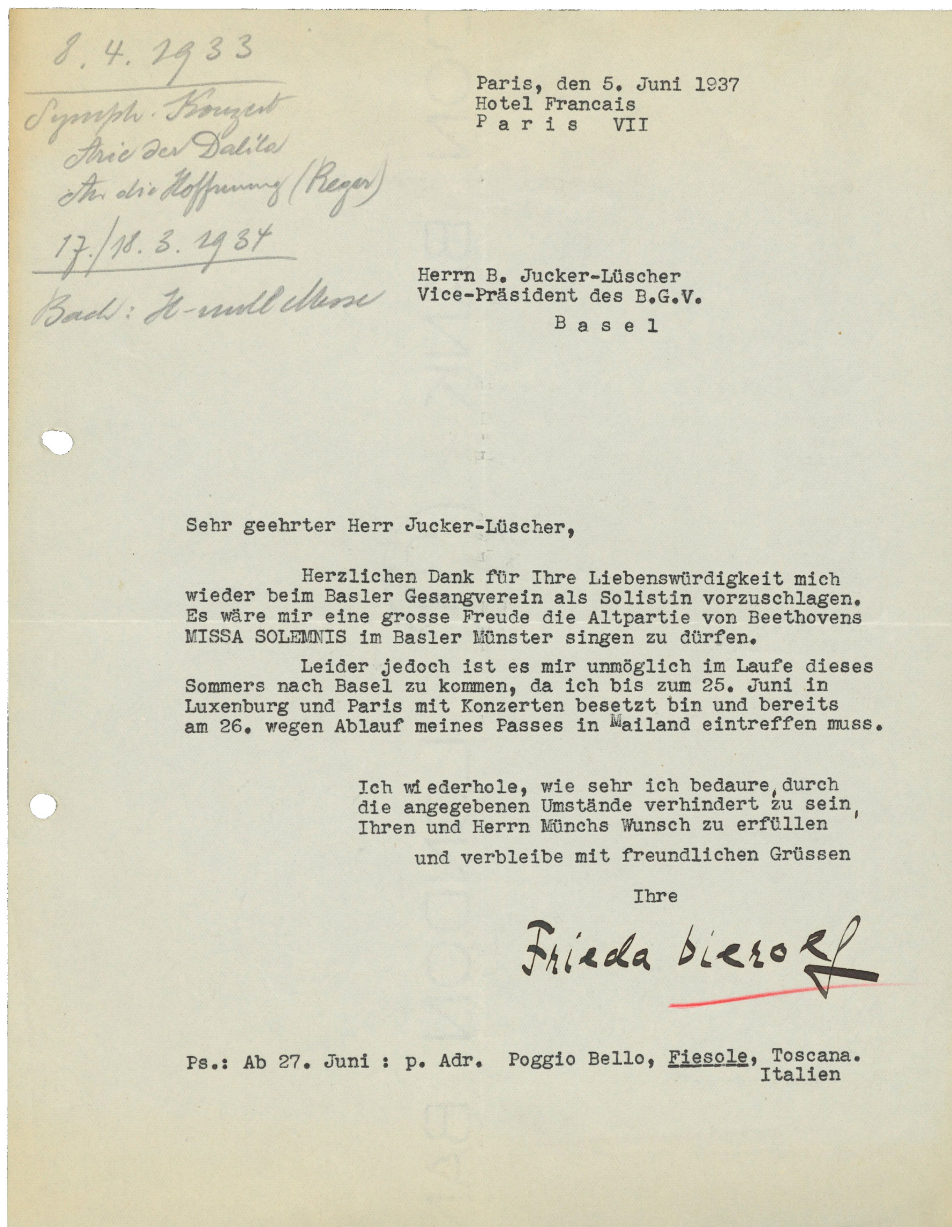 8. 4. 1933
Symph. Konzert
Arie der Dalila
An die Hoffnung (Reger)
17./18. 3. 1934
Bach: H-moll Messe
Paris, den 5. Juni 1937
Hotel Francais
P a r i s VII
Herrn B. Jucker-Lüscher
Vice-Präsident des B.G.V.
B a s e l
Sehr geehrter Herr Jucker-Lüscher,
Herzlichen Dank für Ihre Liebenswürdigkeit mich
wieder beim Basler Gesangverein als Solistin vorzuschlagen.
Es wäre mir eine grosse Freude die Altpartie von Beethovens
MISSA SOLEMNIS im Basler Münster singen zu dürfen.
Leider jedoch ist es mir unmöglich im Laufe dieses
Sommers nach Basel zu kommen, da ich bis zum 25. Juni in
Luxenburg und Paris mit Konzerten besetzt bin und bereits
am 26. wegen Ablauf meines Passes in Mailand eintreffen muss.
Ich wiederhole, wie sehr ich bedaure, durch
die angegebenen Umstände verhindert zu sein,
Ihren und Herrn Münchs Wunsch zu erfüllen
und verbleibe mit freundlichen Grüssen
Ihre
Frieda Dierolf
Ps.: Ab 27. Juni : p. Adr. Poggio Bello, Fiesole, Toscana.
Italien